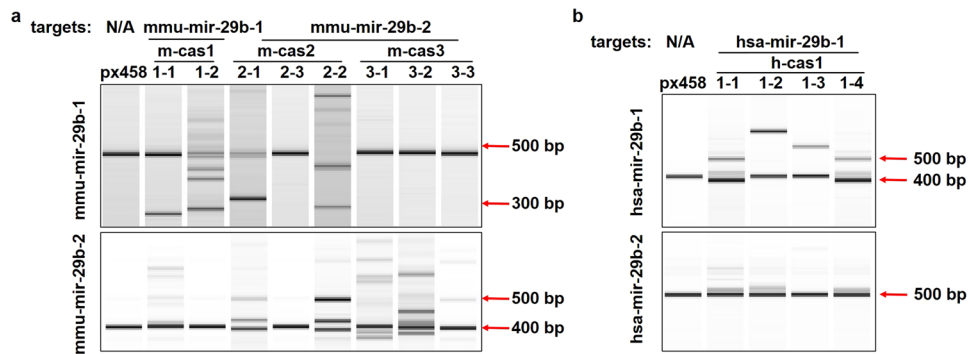 a
targets: N/A mmu-mir-29b-1 mmu-mir-29b-2
m-cas1 m-cas2 m-cas3
px458 1-1 1-2 2-1 2-3 2-2 3-1 3-2 3-3
mmu-mir-29b-1
500 bp
300 bp
mmu-mir-29b-2
500 bp
400 bp
b
targets: N/A hsa-mir-29b-1
h-cas1
px458 1-1 1-2 1-3 1-4
hsa-mir-29b-1
500 bp
400 bp
hsa-mir-29b-2
500 bp